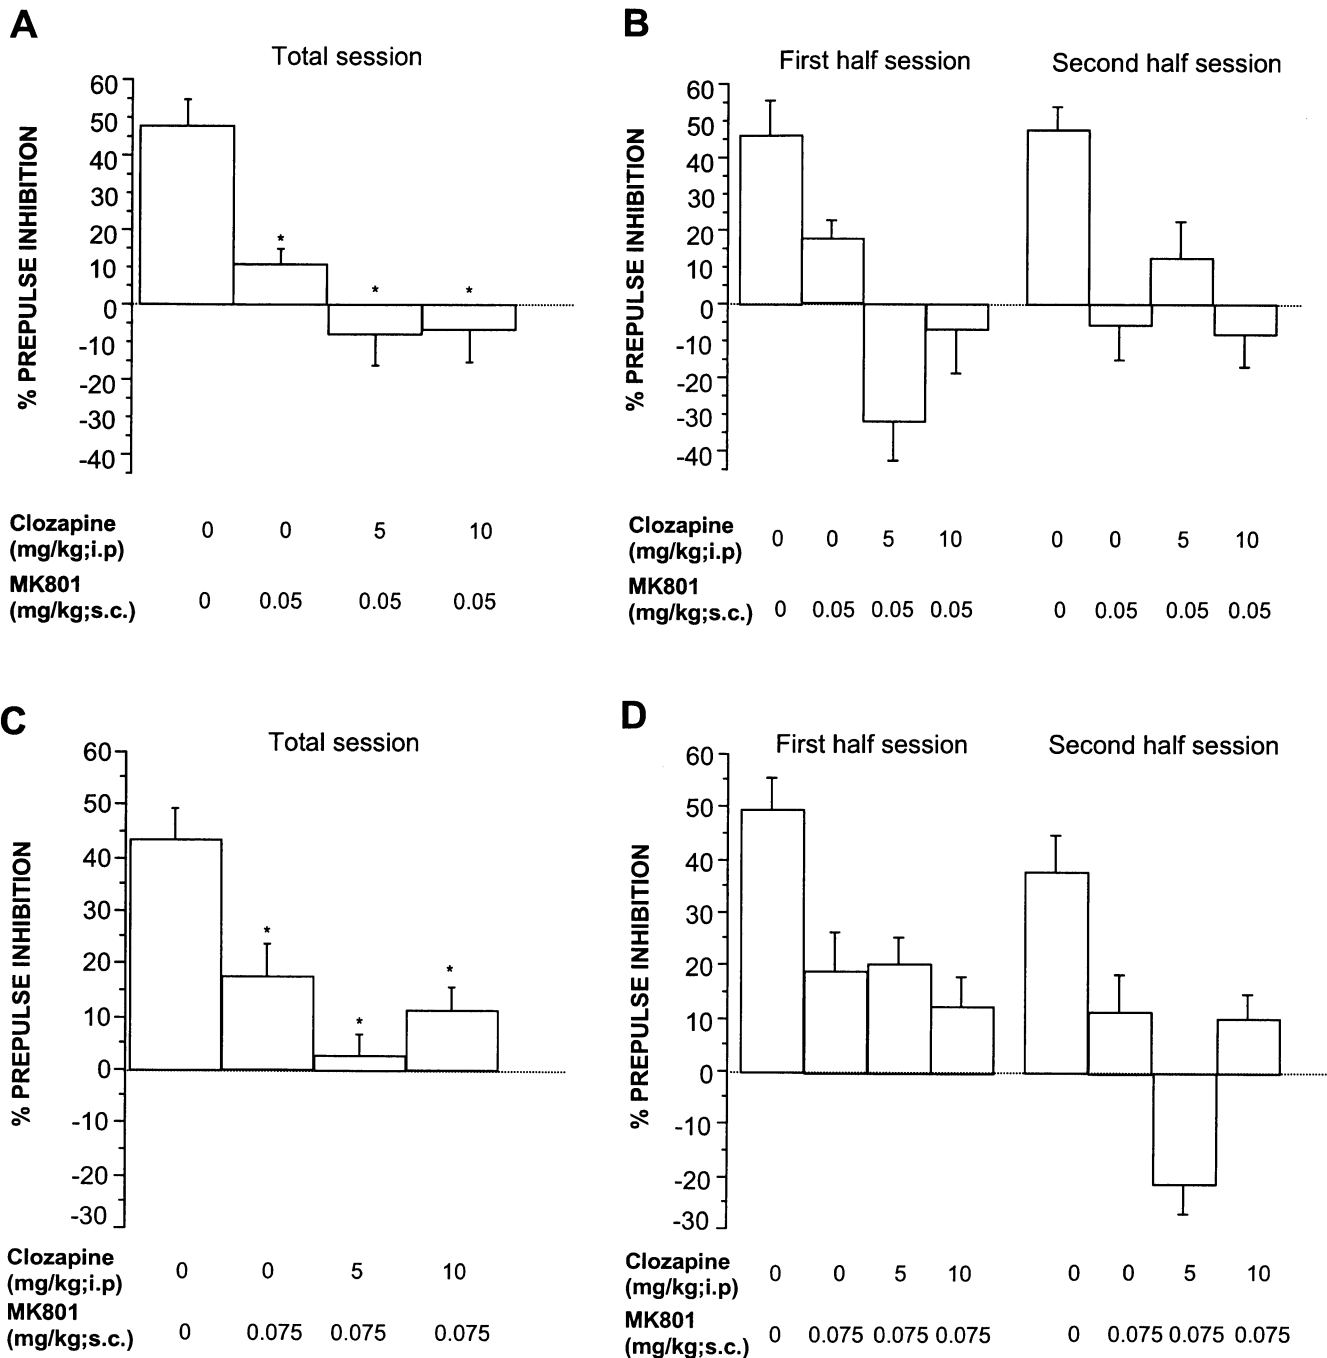 A
Total session
% PREPULSE INHIBITION
60
50
40
30
20
10
0
-10
-20
-30
-40
*
*
*
Clozapine
(mg/kg;i.p)
0 0 5 10
MK801
(mg/kg;s.c.)
0 0.05 0.05 0.05
B
First half session
Second half session
% PREPULSE INHIBITION
60
50
40
30
20
10
0
-10
-20
-30
-40
Clozapine
(mg/kg;i.p)
0 0 5 10 0 0 5 10
MK801
(mg/kg;s.c.)
0 0.05 0.05 0.05 0 0.05 0.05 0.05
C
Total session
% PREPULSE INHIBITION
60
50
40
30
20
10
0
-10
-20
-30
*
*
*
Clozapine
(mg/kg;i.p)
0 0 5 10
MK801
(mg/kg;s.c.)
0 0.075 0.075 0.075
D
First half session
Second half session
% PREPULSE INHIBITION
60
50
40
30
20
10
0
-10
-20
-30
Clozapine
(mg/kg;i.p)
0 0 5 10 0 0 5 10
MK801
(mg/kg;s.c.)
0 0.075 0.075 0.075 0 0.075 0.075 0.075